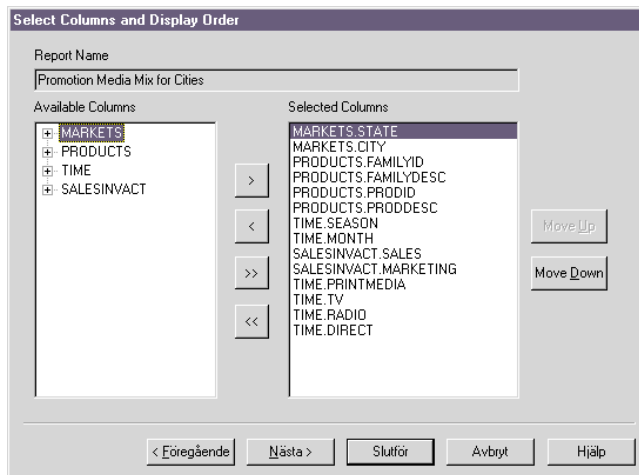 Select Columns and Display Order
Report Name
Promotion Media Mix for Cities
Available Columns
MARKETS
PRODUCTS
TIME
SALESINVACT
>
<
>>
<<
Selected Columns
MARKETS.STATE
MARKETS.CITY
PRODUCTS.FAMILYID
PRODUCTS.FAMILYDESC
PRODUCTS.PRODID
PRODUCTS.PRODDESC
TIME.SEASON
TIME.MONTH
SALESINVACT.SALES
SALESINVACT.MARKETING
TIME.PRINTMEDIA
TIME.TV
TIME.RADIO
TIME.DIRECT
Move Up
Move Down
< Föregående
Nästa >
Slutför
Avbryt
Hjälp